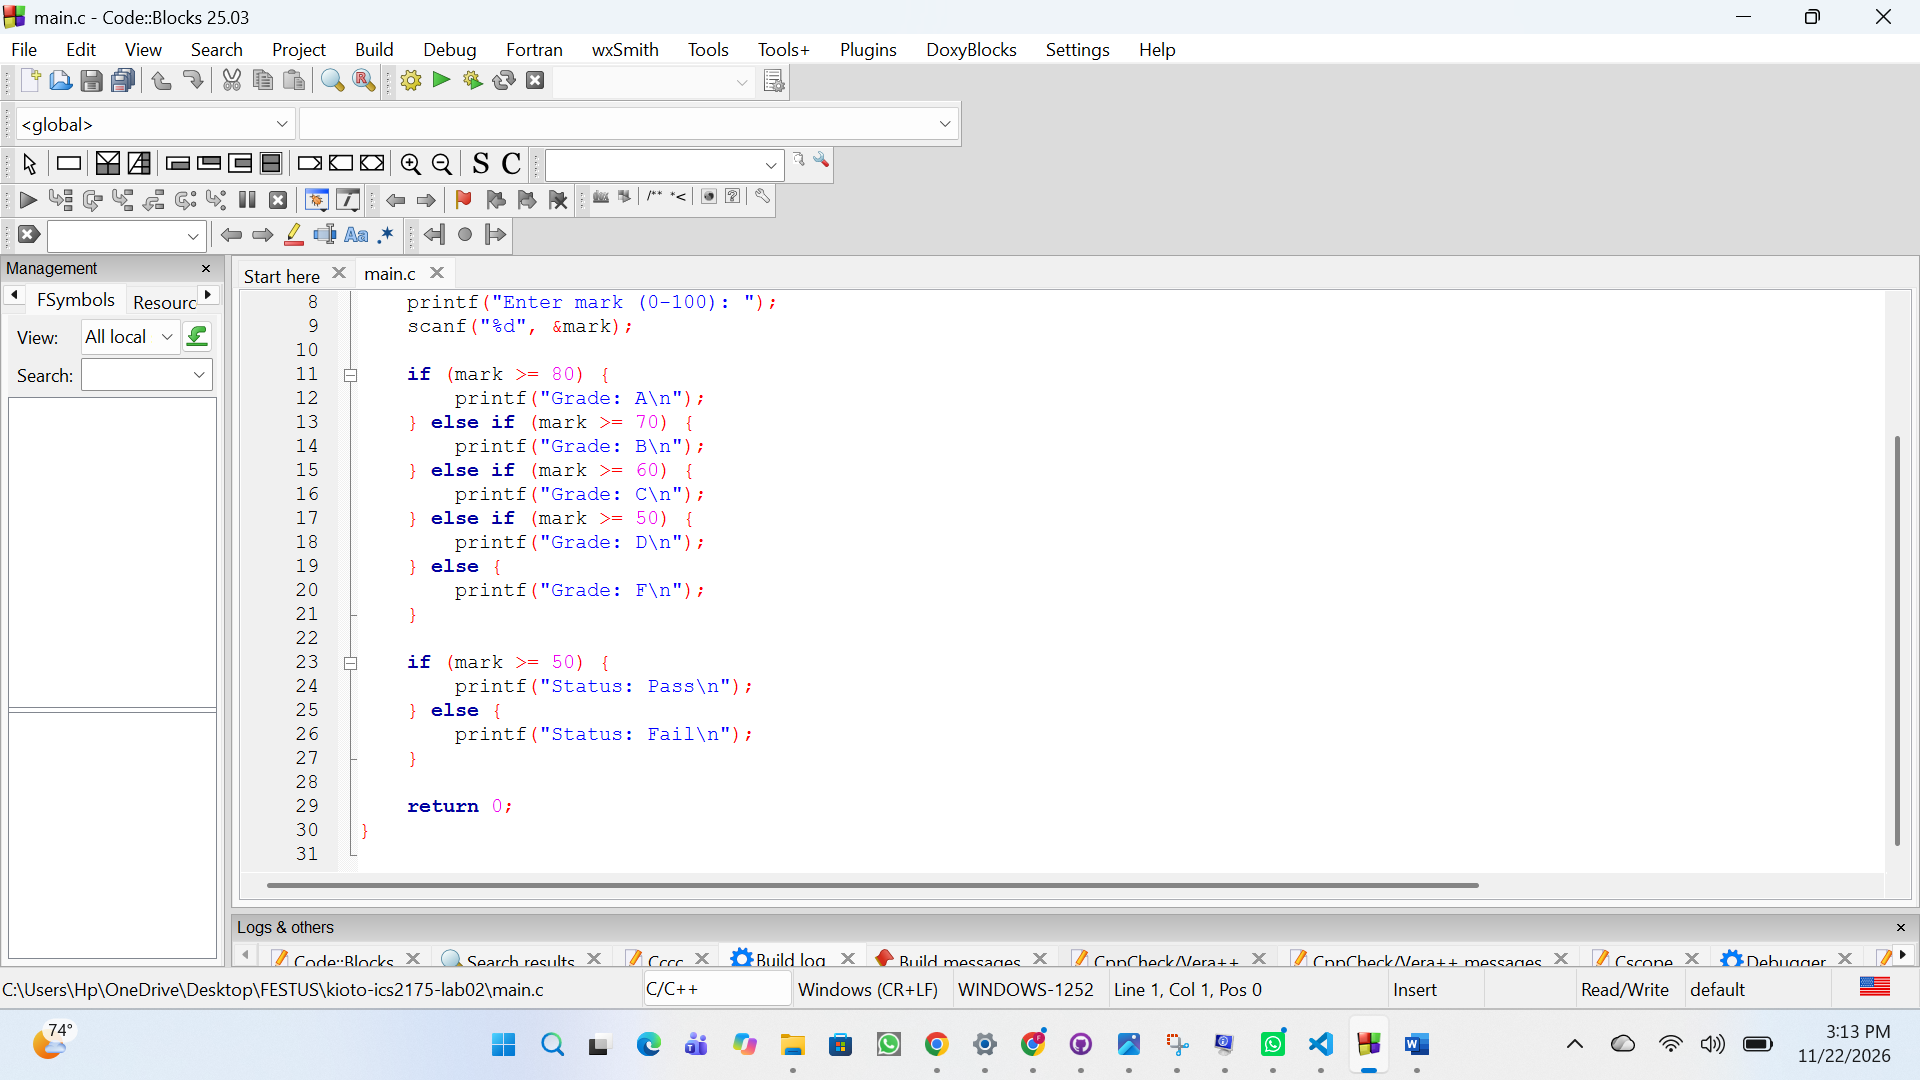 main.c - Code::Blocks 25.03
File Edit View Search Project Build Debug Fortran wxSmith Tools Tools+ Plugins DoxyBlocks Settings Help
<global>
S C
/** *<
Aa .*
Management
Start here main.c
FSymbols Resourc
View: All local
Search:
8 printf("Enter mark (0-100): ");
9 scanf("%d", &mark);
10
11 if (mark >= 80) {
12 printf("Grade: A\n");
13 } else if (mark >= 70) {
14 printf("Grade: B\n");
15 } else if (mark >= 60) {
16 printf("Grade: C\n");
17 } else if (mark >= 50) {
18 printf("Grade: D\n");
19 } else {
20 printf("Grade: F\n");
21 }
22
23 if (mark >= 50) {
24 printf("Status: Pass\n");
25 } else {
26 printf("Status: Fail\n");
27 }
28
29 return 0;
30 }
31
Logs & others
Code::Blocks Search results Cccc Build log Build messages CppCheck/Vera++ CppCheck/Vera++ messages Cscope Debugger
C:\Users\Hp\OneDrive\Desktop\FESTUS\kioto-ics2175-lab02\main.c C/C++ Windows (CR+LF) WINDOWS-1252 Line 1, Col 1, Pos 0 Insert Read/Write default
74°
3:13 PM
11/22/2026